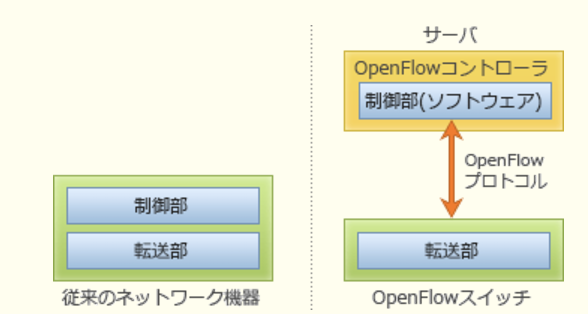 制御部
転送部
従来のネットワーク機器
サーバ
OpenFlowコントローラ
制御部(ソフトウェア)
OpenFlow
プロトコル
転送部
OpenFlowスイッチ